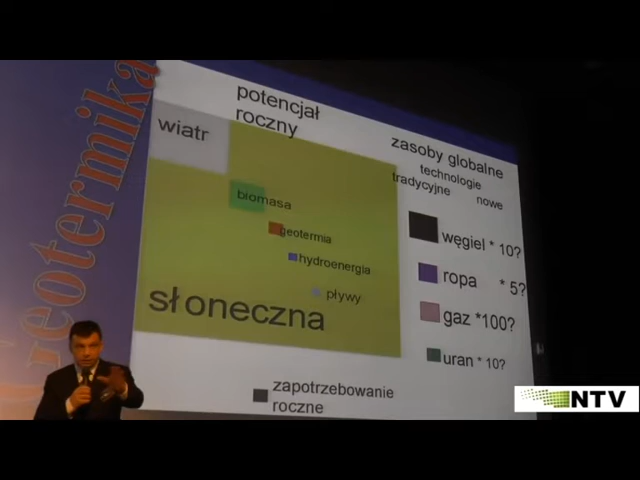 Geotermika
potencjał
roczny
zasoby globalne
technologie
tradycyjne
nowe
wiatr
biomasa
geotermia
hydroenergia
pływy
słoneczna
węgiel * 10?
ropa * 5?
gaz *100?
uran * 10?
zapotrzebowanie
roczne
NTV